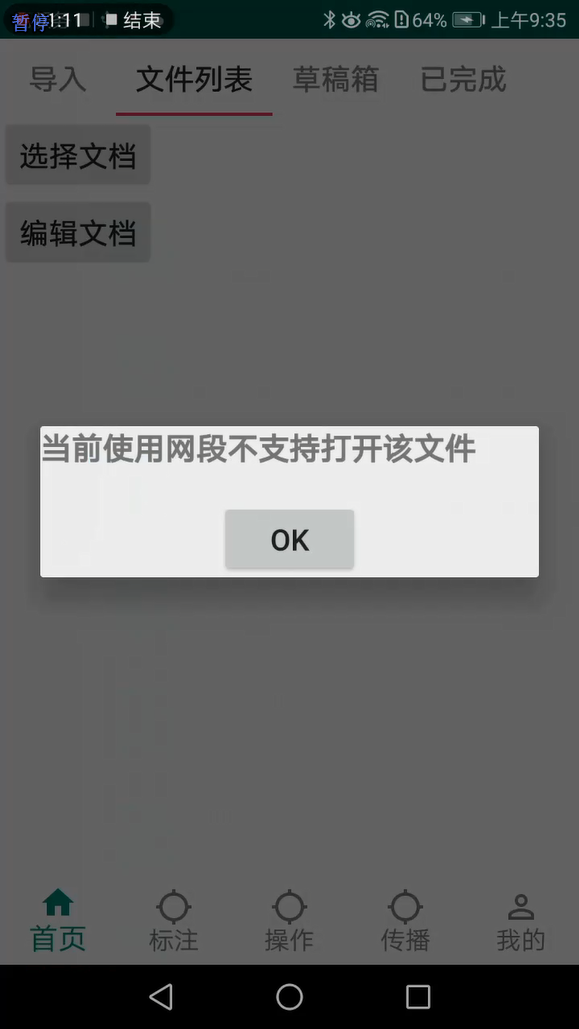 暂停 1:11 结束 64% 上午9:35
导入 文件列表 草稿箱 已完成
选择文档
编辑文档
当前使用网段不支持打开该文件
OK
首页 标注 操作 传播 我的